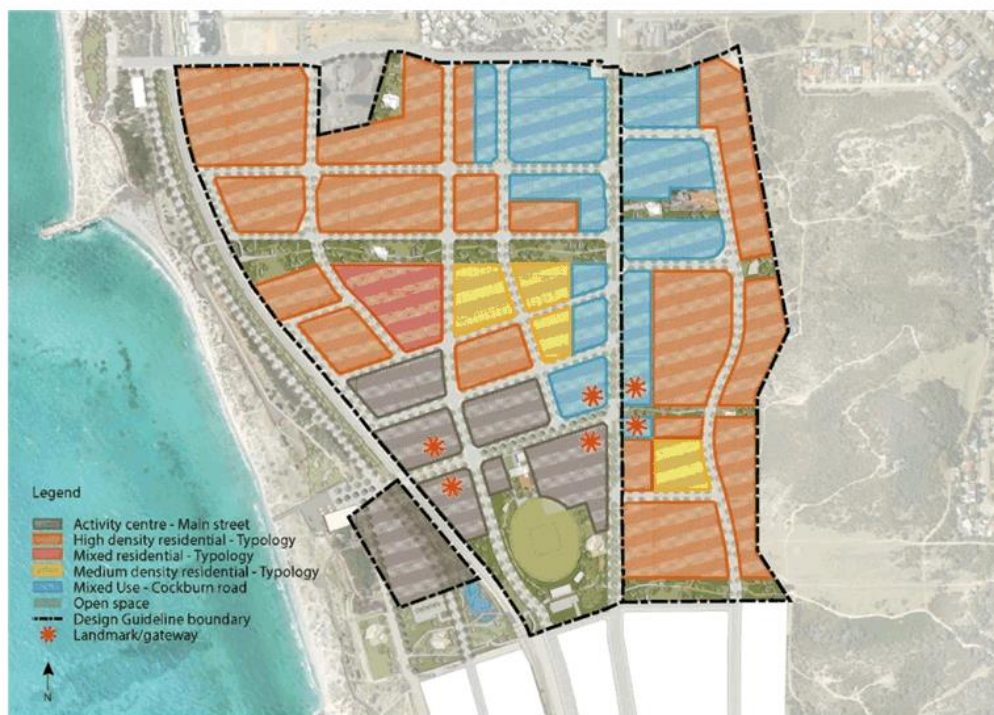 Legend
Activity centre - Main street
High density residential - Typology
Mixed residential - Typology
Medium density residential - Typology
Mixed Use - Cockburn road
Open space
Design Guideline boundary
Landmark/gateway
N